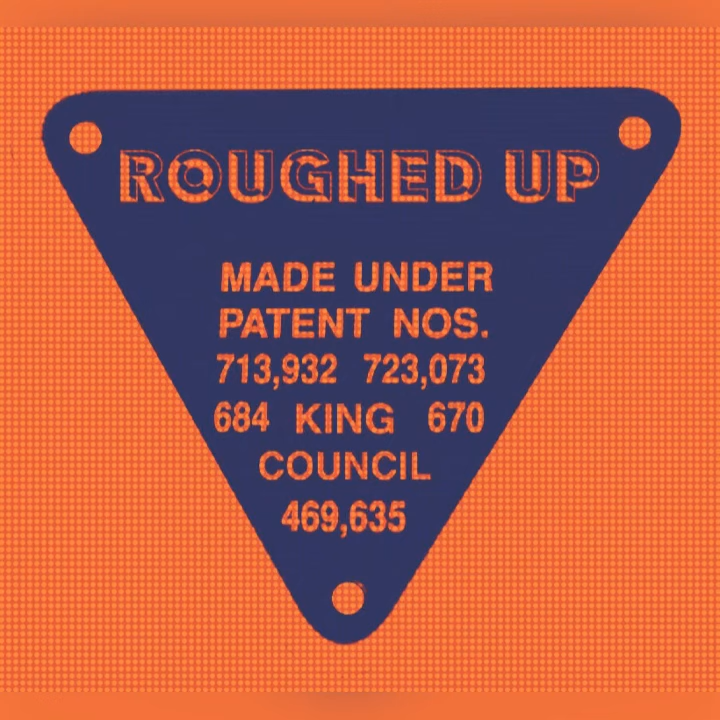 ROUGHED UP
MADE UNDER
PATENT NOS.
713,932 723,073
684 KING 670
COUNCIL
469,635